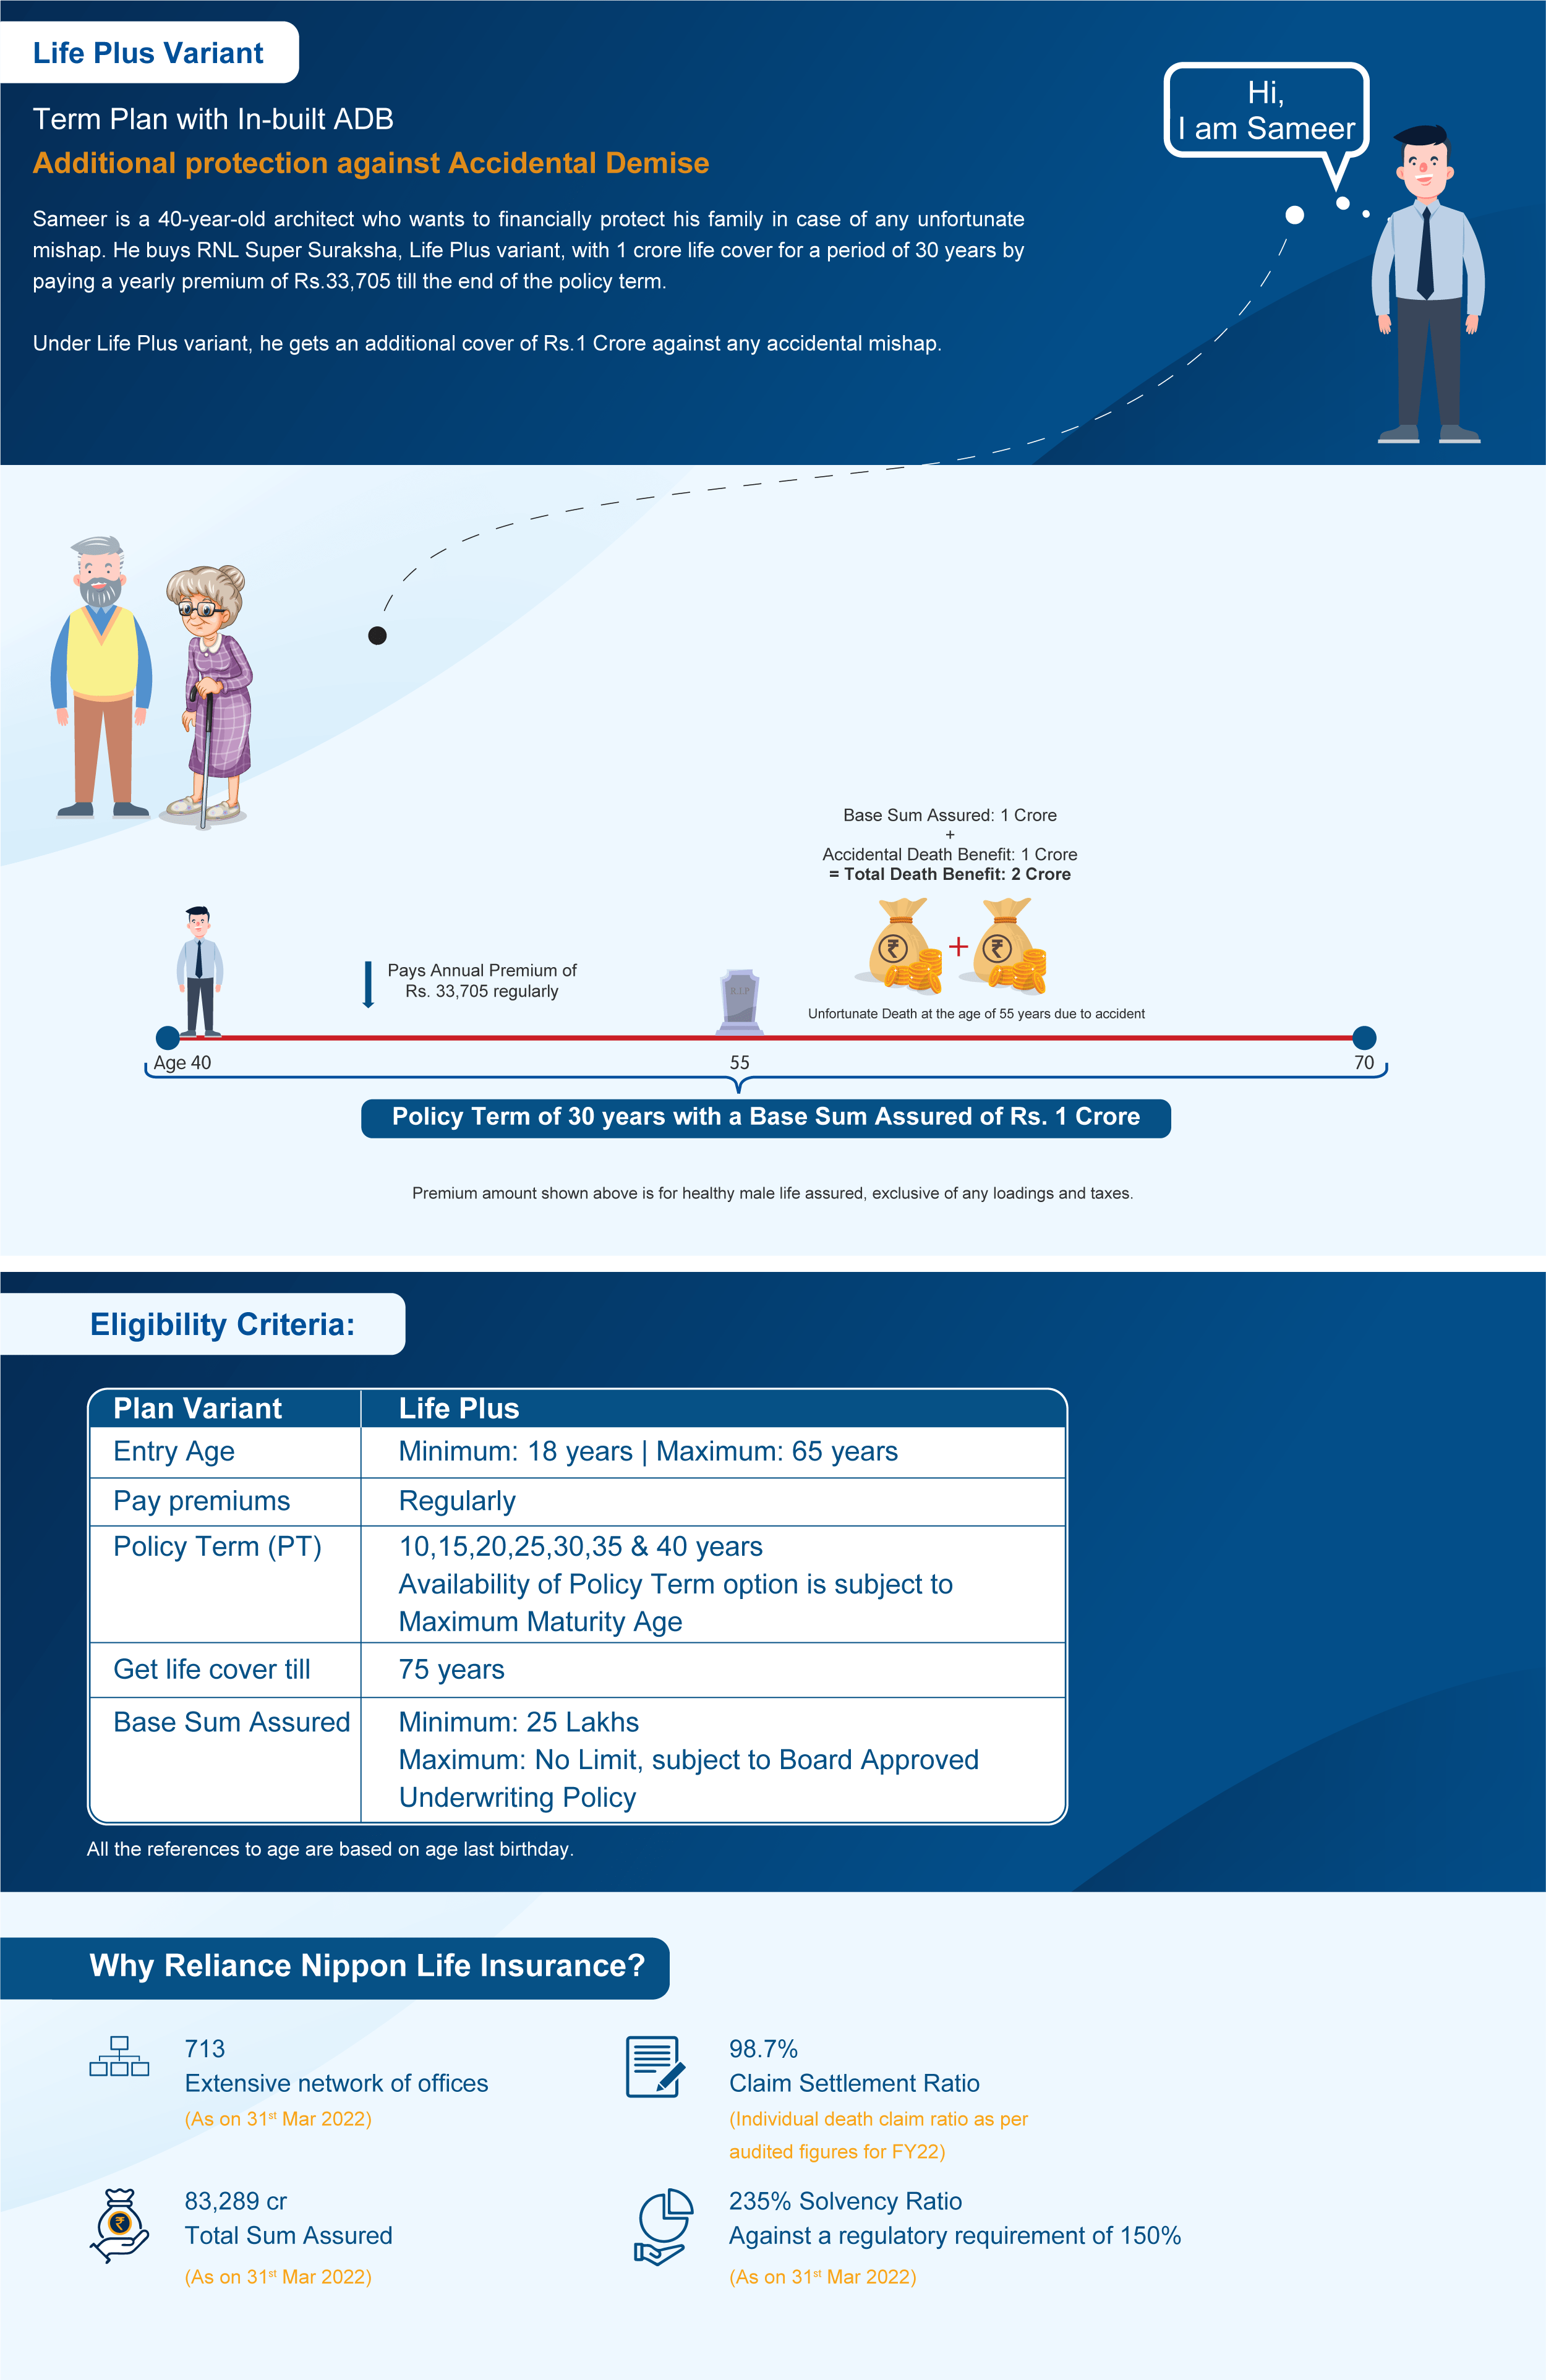 Life Plus Variant
Hi,
I am Sameer
Term Plan with In-built ADB
Additional protection against Accidental Demise
Sameer is a 40-year-old architect who wants to financially protect his family in case of any unfortunate
mishap. He buys RNL Super Suraksha, Life Plus variant, with 1 crore life cover for a period of 30 years by
paying a yearly premium of Rs.33,705 till the end of the policy term.
Under Life Plus variant, he gets an additional cover of Rs.1 Crore against any accidental mishap.
Base Sum Assured: 1 Crore
+
Accidental Death Benefit: 1 Crore
= Total Death Benefit: 2 Crore
₹ + ₹
Pays Annual Premium of
Rs. 33,705 regularly
R.I.P
Unfortunate Death at the age of 55 years due to accident
Age 40 55 70
Policy Term of 30 years with a Base Sum Assured of Rs. 1 Crore
Premium amount shown above is for healthy male life assured, exclusive of any loadings and taxes.
Eligibility Criteria:
Plan Variant Life Plus
Entry Age Minimum: 18 years | Maximum: 65 years
Pay premiums Regularly
Policy Term (PT) 10,15,20,25,30,35 & 40 years
Availability of Policy Term option is subject to
Maximum Maturity Age
Get life cover till 75 years
Base Sum Assured Minimum: 25 Lakhs
Maximum: No Limit, subject to Board Approved
Underwriting Policy
All the references to age are based on age last birthday.
Why Reliance Nippon Life Insurance?
713
Extensive network of offices
(As on 31st Mar 2022)
98.7%
Claim Settlement Ratio
(Individual death claim ratio as per
audited figures for FY22)
₹
83,289 cr
Total Sum Assured
(As on 31st Mar 2022)
235% Solvency Ratio
Against a regulatory requirement of 150%
(As on 31st Mar 2022)